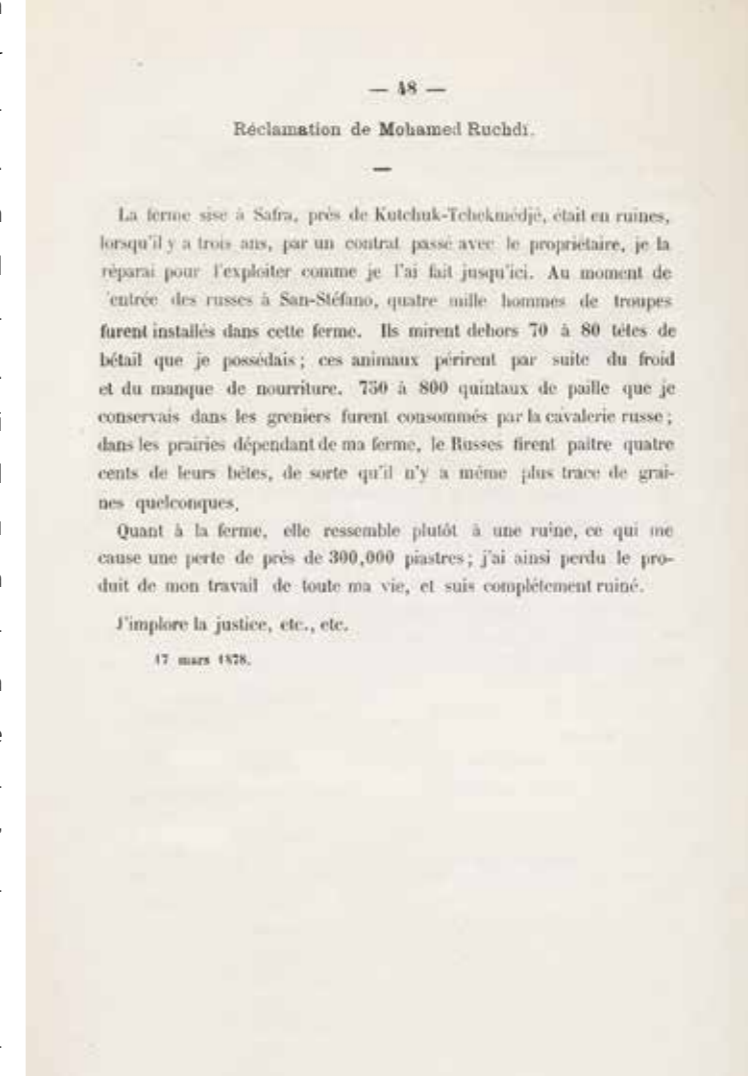 — 48 —
Réclamation de Mohamed Ruchdi.
La ferme sise à Safra, près de Kutchuk-Tchekmédjé, était en ruines,
lorsqu'il y a trois ans, par un contrat passé avec le propriétaire, je la
réparai pour l'exploiter comme je l'ai fait jusqu'ici. Au moment de
'entrée des russes à San-Stéfano, quatre mille hommes de troupes
furent installés dans cette ferme. Ils mirent dehors 70 à 80 têtes de
bétail que je possédais ; ces animaux périrent par suite du froid
et du manque de nourriture. 750 à 800 quintaux de paille que je
conservais dans les greniers furent consommés par la cavalerie russe ;
dans les prairies dépendant de ma ferme, le Russes firent paître quatre
cents de leurs bêtes, de sorte qu'il n'y a même plus trace de grai-
nes quelconques.
Quant à la ferme, elle ressemble plutôt à une ruine, ce qui me
cause une perte de près de 300,000 piastres ; j'ai ainsi perdu le pro-
duit de mon travail de toute ma vie, et suis complétement ruiné.
J'implore la justice, etc., etc.
17 mars 1878.